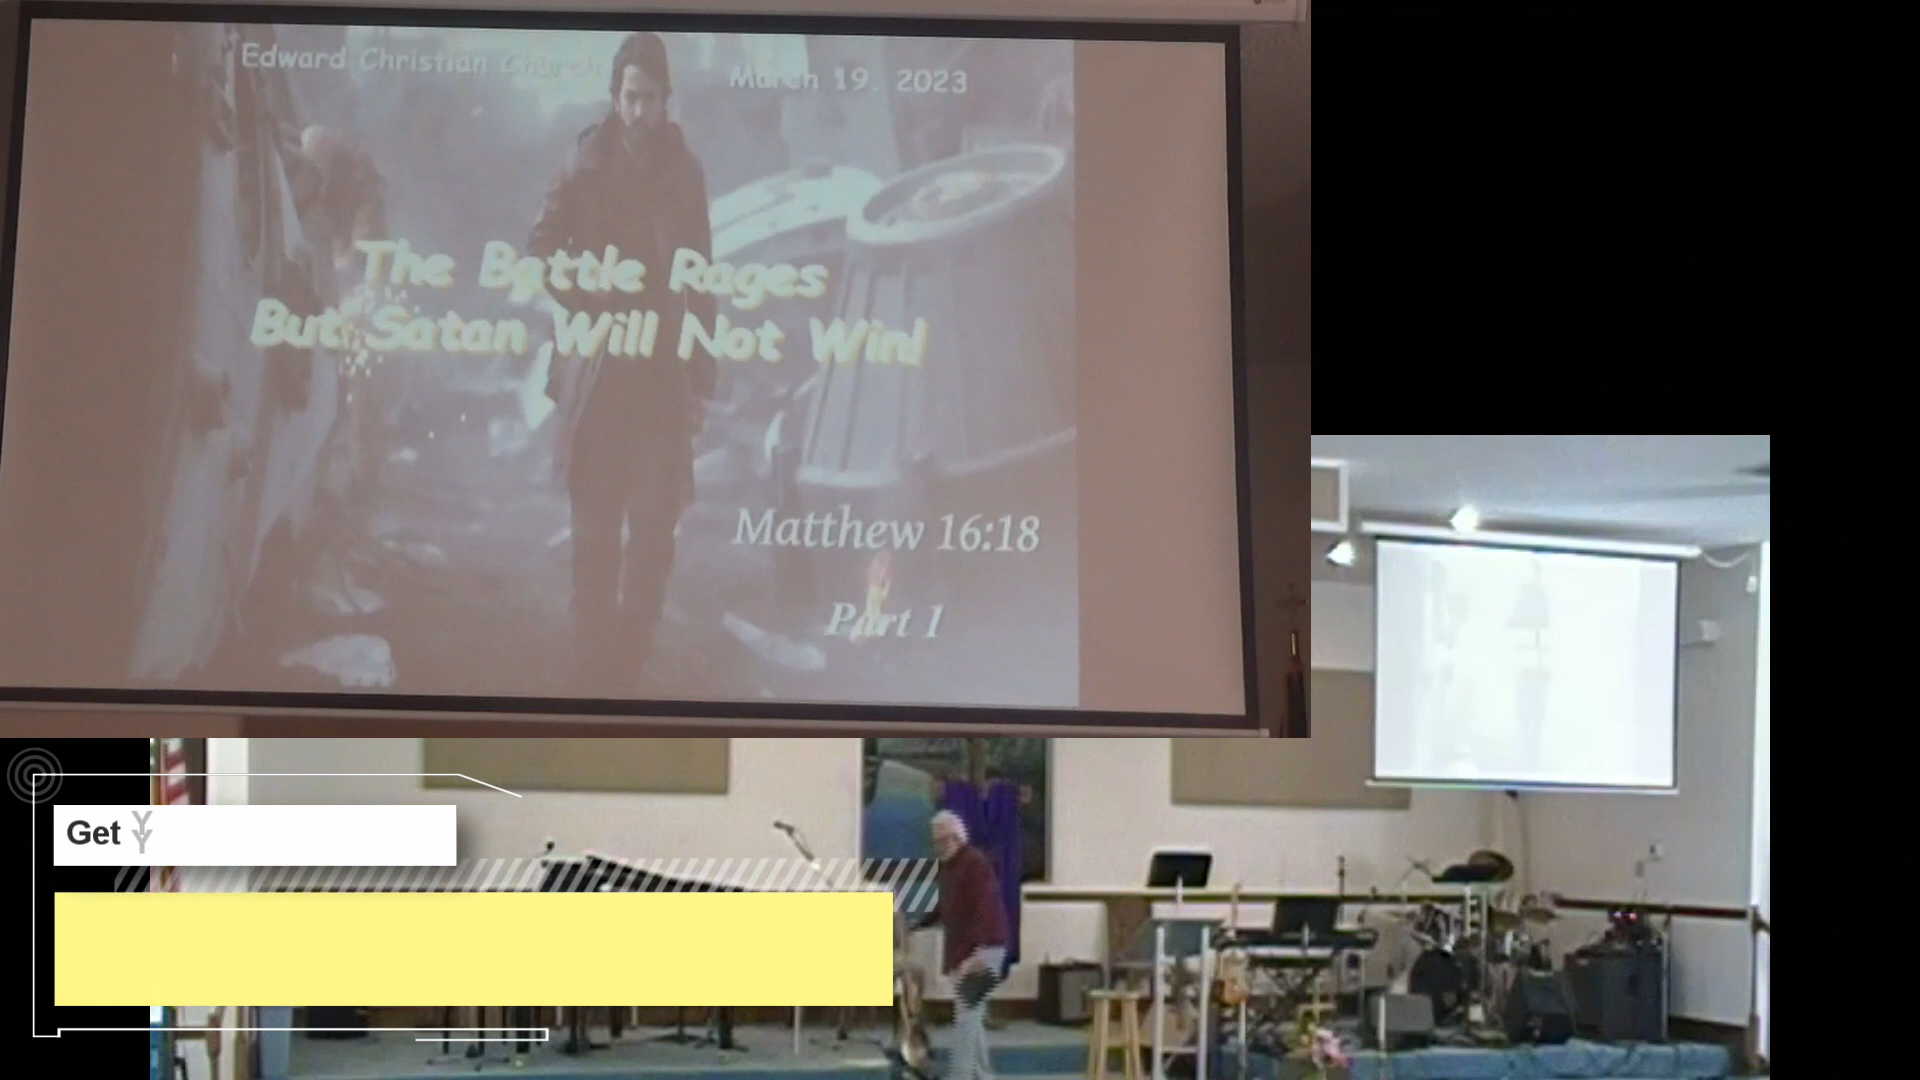 Edward Christian Church
March 19, 2023
The Battle Rages
But Satan Will Not Win!
Matthew 16:18
Part 1
Get